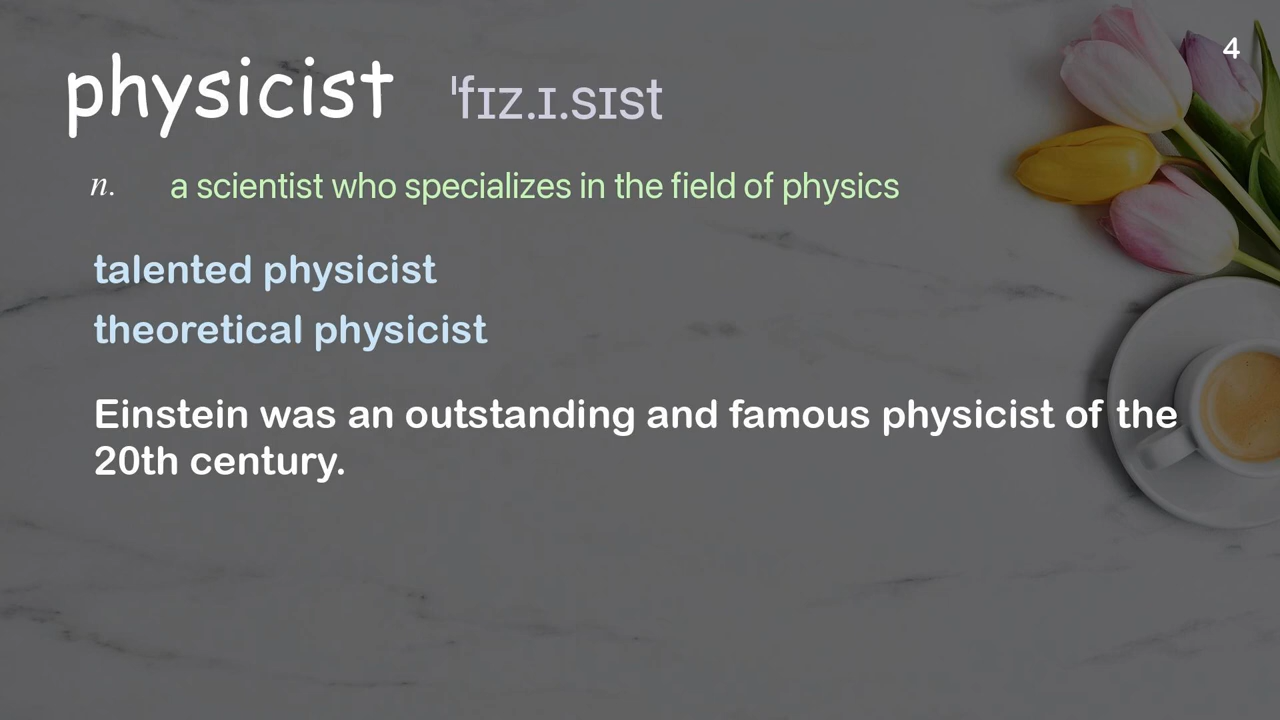 4
physicist ˈfɪz.ɪ.sɪst
n. a scientist who specializes in the field of physics
talented physicist
theoretical physicist
Einstein was an outstanding and famous physicist of the
20th century.